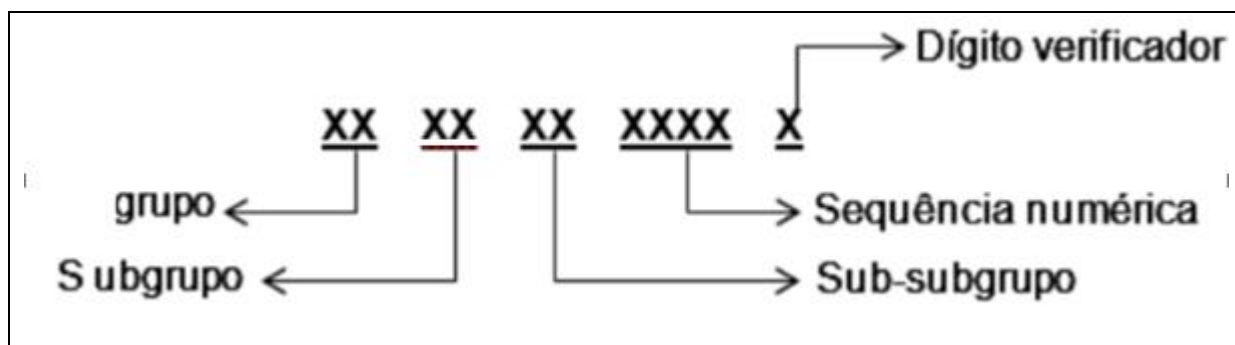 Dígito verificador
XX XX XX XXXX X
grupo Sequência numérica
S ubgrupo Sub-subgrupo